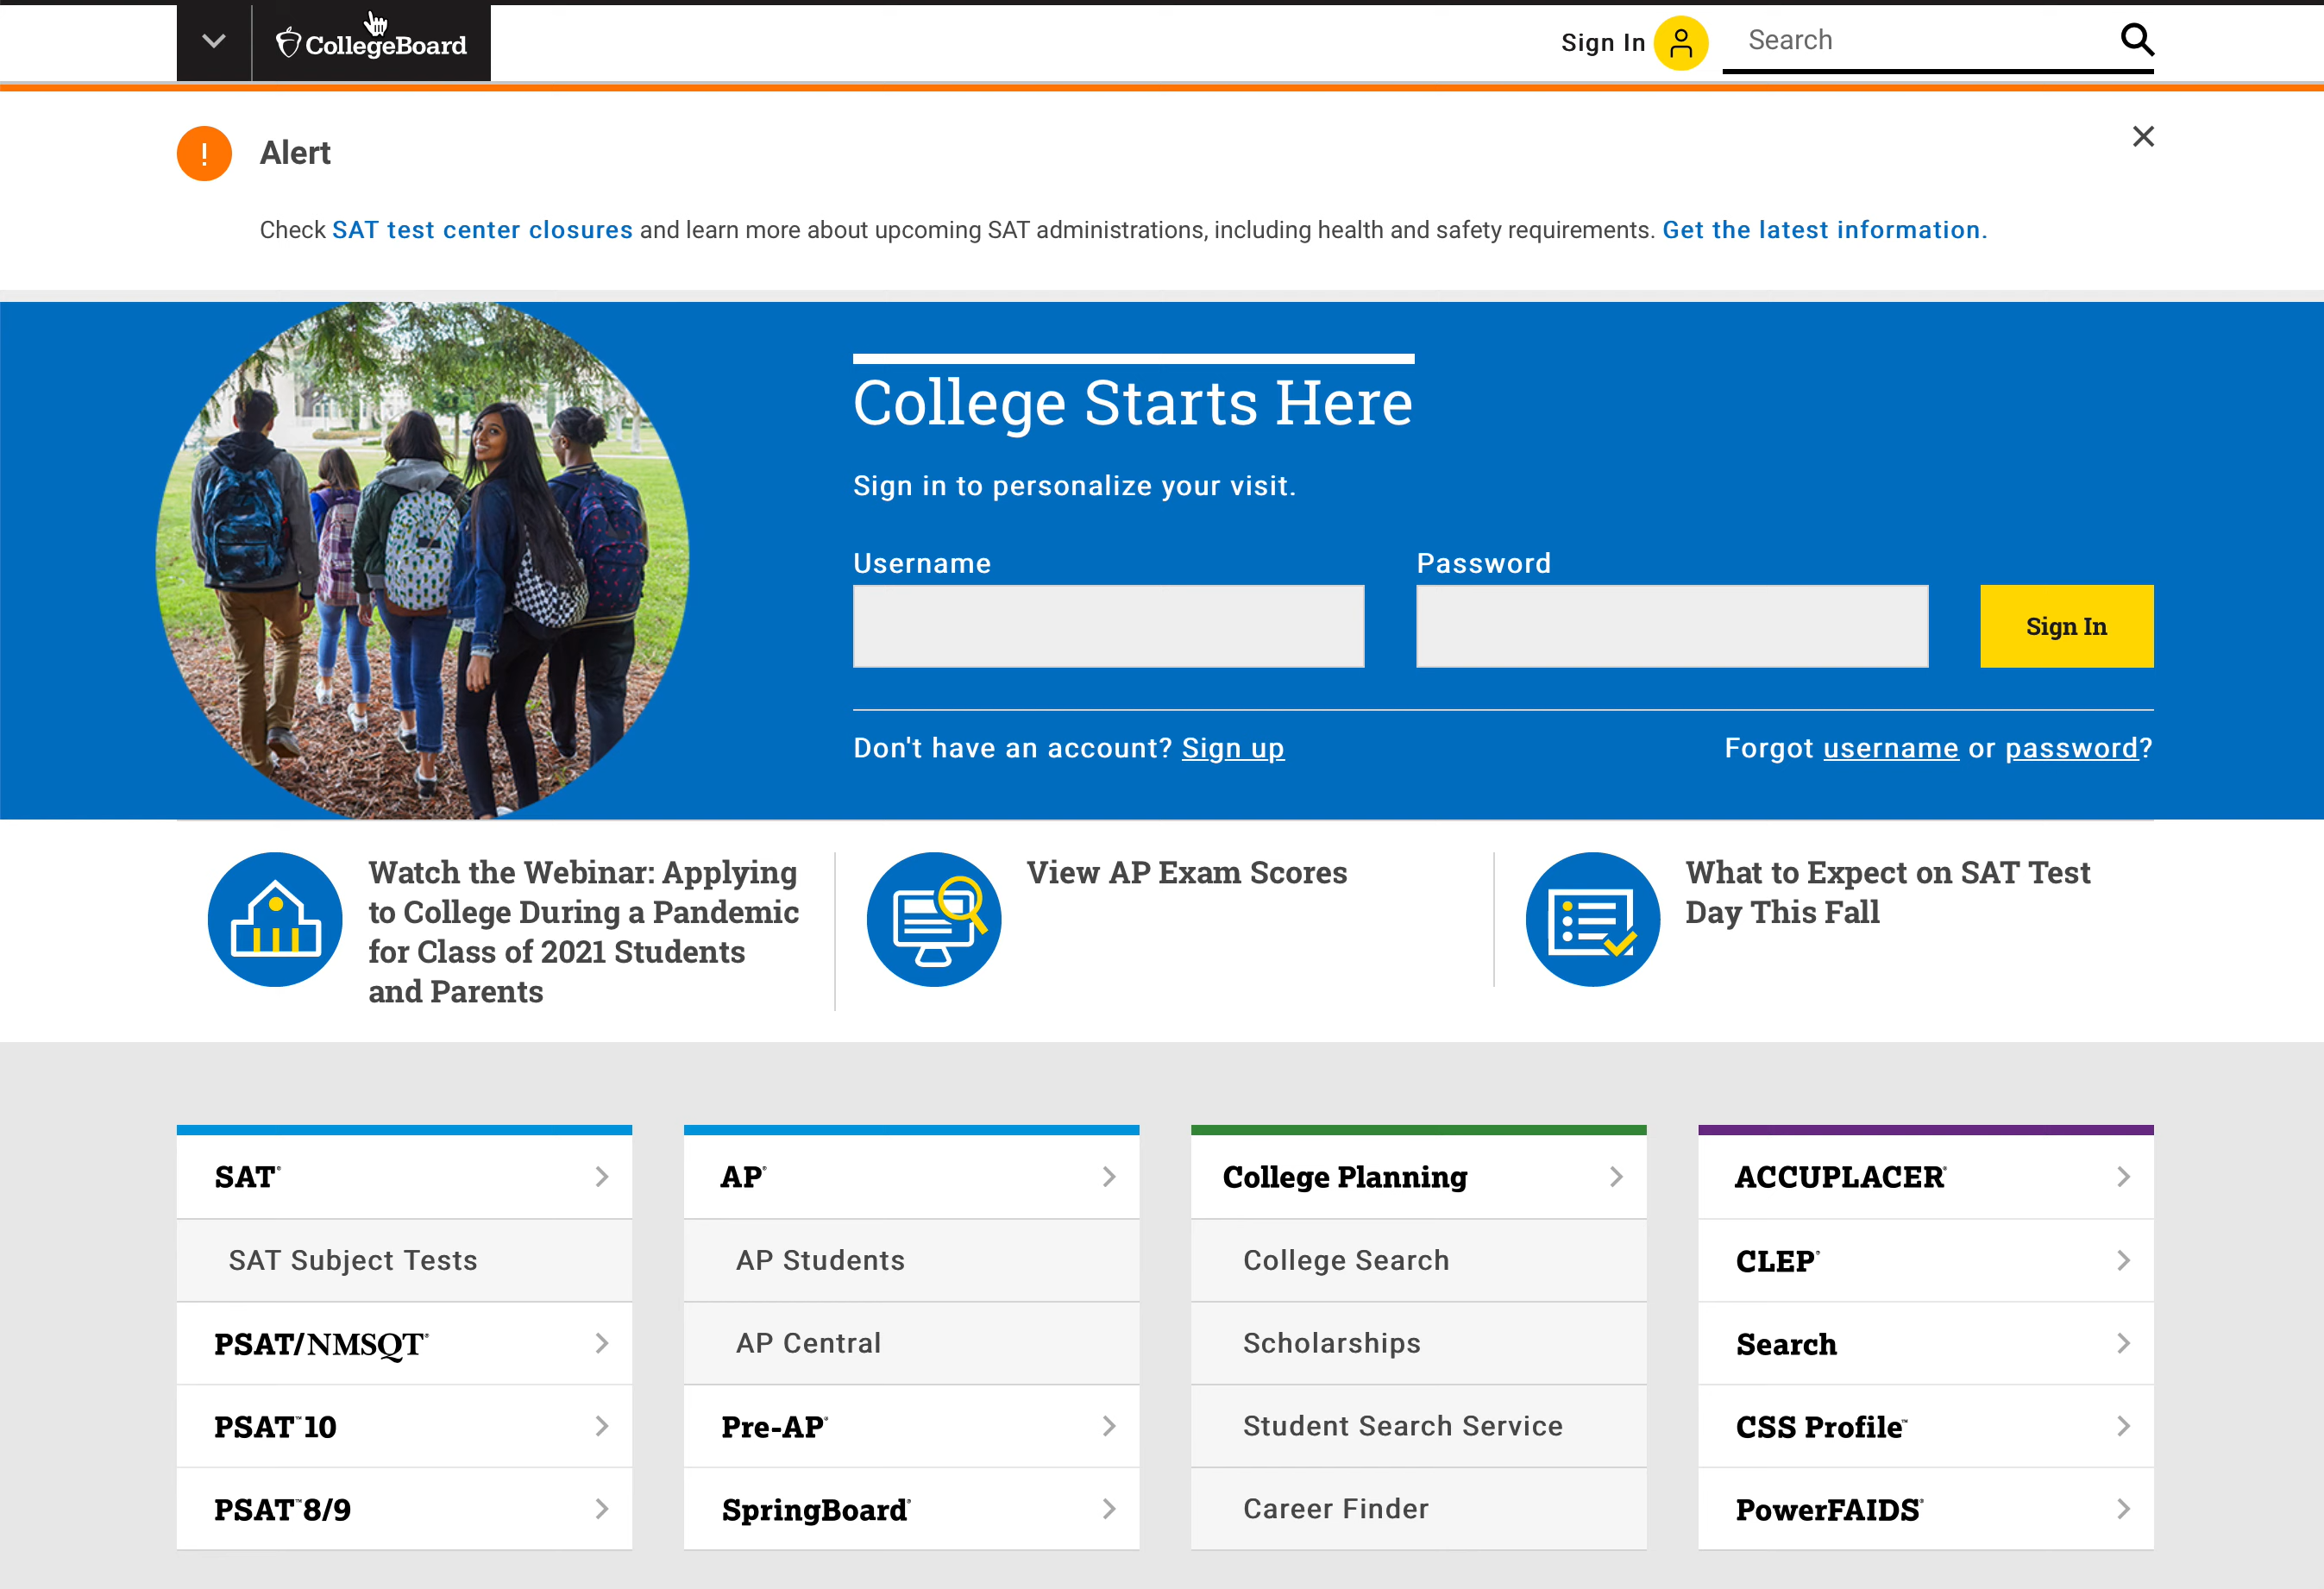 CollegeBoard
Sign In
Search
!
Alert
Check SAT test center closures and learn more about upcoming SAT administrations, including health and safety requirements. Get the latest information.
College Starts Here
Sign in to personalize your visit.
Username
Password
Sign In
Don't have an account? Sign up
Forgot username or password?
Watch the Webinar: Applying
to College During a Pandemic
for Class of 2021 Students
and Parents
View AP Exam Scores
What to Expect on SAT Test
Day This Fall
SAT®
SAT Subject Tests
PSAT/NMSQT®
PSAT™ 10
PSAT™ 8/9
AP®
AP Students
AP Central
Pre-AP®
SpringBoard®
College Planning
College Search
Scholarships
Student Search Service
Career Finder
ACCUPLACER®
CLEP®
Search
CSS Profile™
PowerFAIDS®